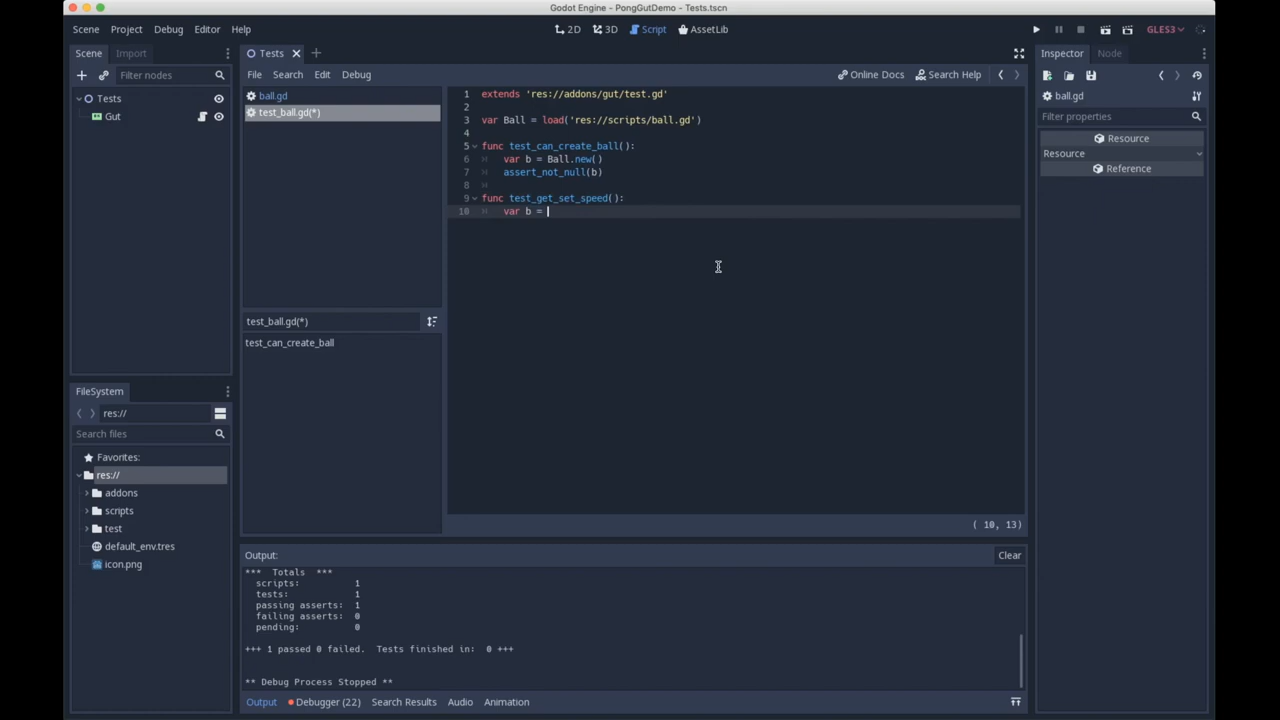 Godot Engine - PongGutDemo - Tests.tscn
Scene Project Debug Editor Help
2D 3D Script AssetLib
GLES3
Scene Import
Filter nodes
Tests
Gut
FileSystem
res://
Search files
Favorites:
res://
addons
scripts
test
default_env.tres
icon.png
Tests
File Search Edit Debug
Online Docs Search Help
ball.gd
test_ball.gd(*)
test_ball.gd(*)
test_can_create_ball
1 extends 'res://addons/gut/test.gd'
2
3 var Ball = load('res://scripts/ball.gd')
4
5 func test_can_create_ball():
6 var b = Ball.new()
7 assert_not_null(b)
8
9 func test_get_set_speed():
10 var b =
( 10, 13)
Output:
Clear
*** Totals ***
scripts: 1
tests: 1
passing asserts: 1
failing asserts: 0
pending: 0
+++ 1 passed 0 failed. Tests finished in: 0 +++
** Debug Process Stopped **
Output Debugger (22) Search Results Audio Animation
Inspector Node
ball.gd
Filter properties
Resource
Resource
Reference